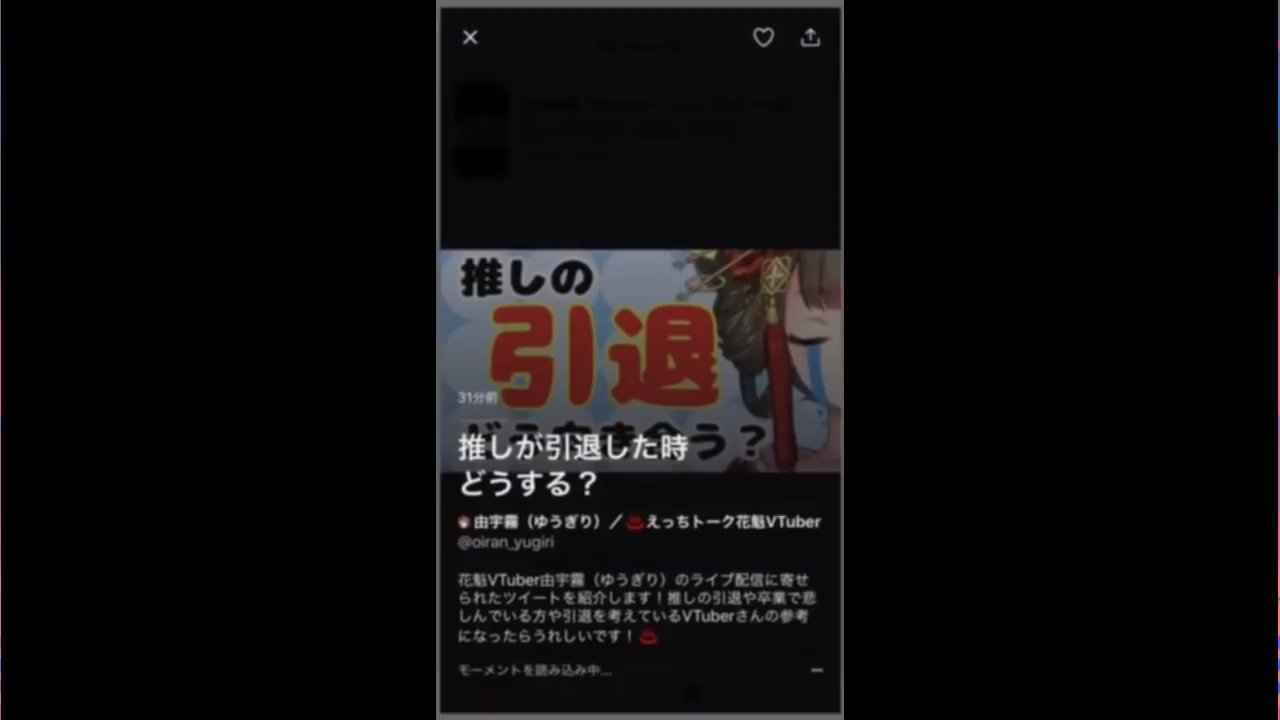 推しの
引退
31分前
どう向き合う？
推しが引退した時
どうする？
由宇霧（ゆうぎり）／♨えっちトーク花魁VTuber
@oiran_yugiri
花魁VTuber由宇霧（ゆうぎり）のライブ配信に寄せ
られたツイートを紹介します！推しの引退や卒業で悲
しんでいる方や引退を考えているVTuberさんの参考
になったらうれしいです！♨
モーメントを読み込み中...